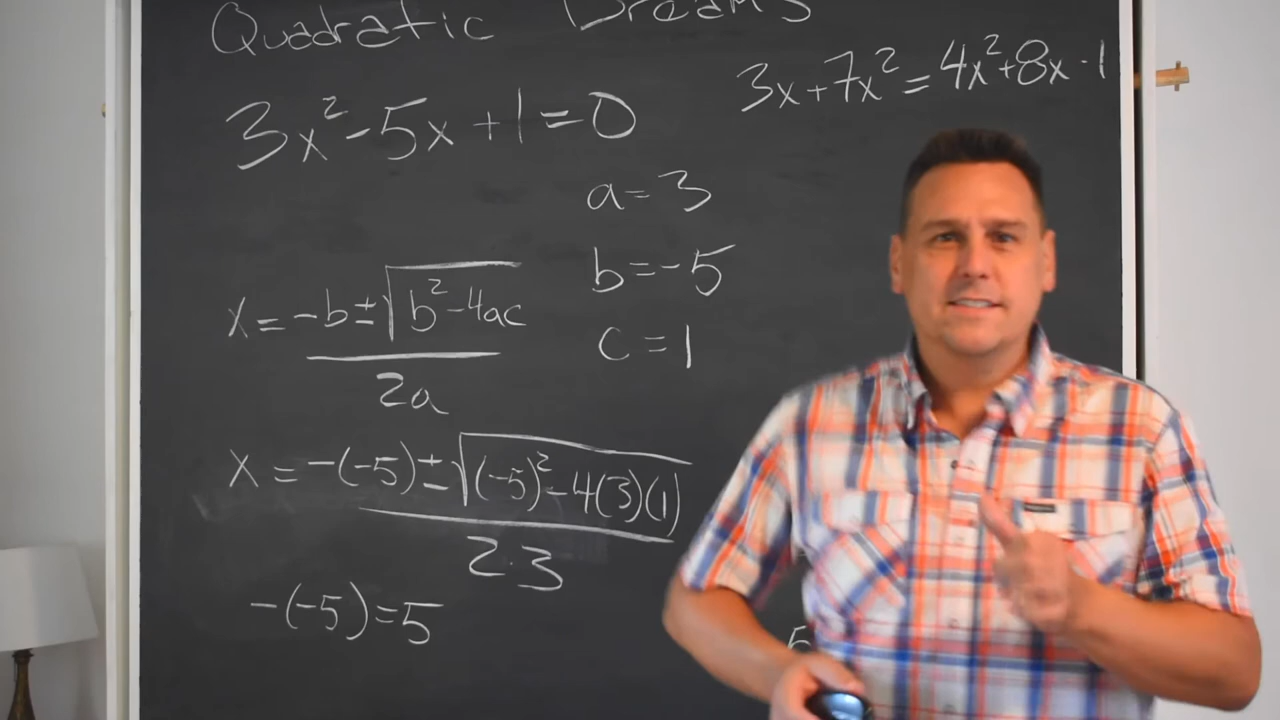 Quadratic Dreams
3x+7x²=4x²+8x-1
3x²-5x+1=0
a=3
b=-5
c=1
x=-b±√b²-4ac
2a
x=-(-5)±√(-5)²-4(3)(1)
2·3
-(-5)=5